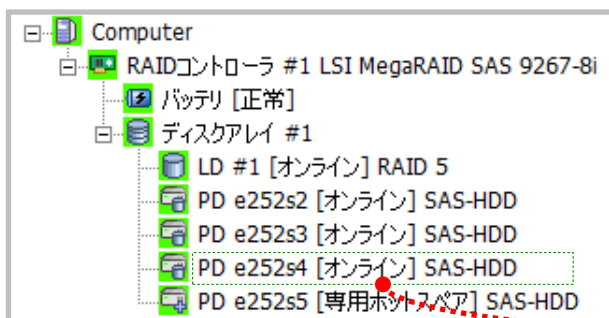 Computer
RAIDコントローラ #1 LSI MegaRAID SAS 9267-8i
バッテリ [正常]
ディスクアレイ #1
LD #1 [オンライン] RAID 5
PD e252s2 [オンライン] SAS-HDD
PD e252s3 [オンライン] SAS-HDD
PD e252s4 [オンライン] SAS-HDD
PD e252s5 [専用ホットスペア] SAS-HDD